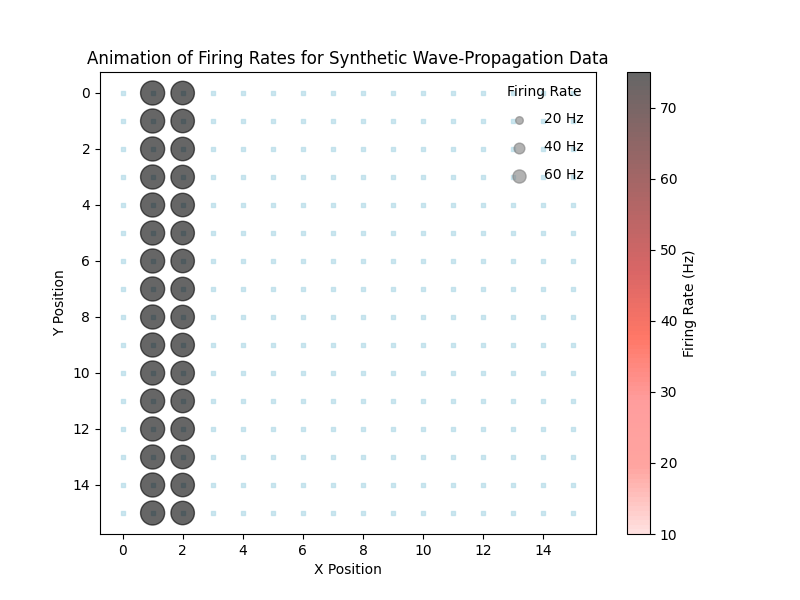 Animation of Firing Rates for Synthetic Wave-Propagation Data
Firing Rate
20 Hz
40 Hz
60 Hz
Y Position
0
2
4
6
8
10
12
14
0 2 4 6 8 10 12 14
X Position
70
60
50
40
30
20
10
Firing Rate (Hz)